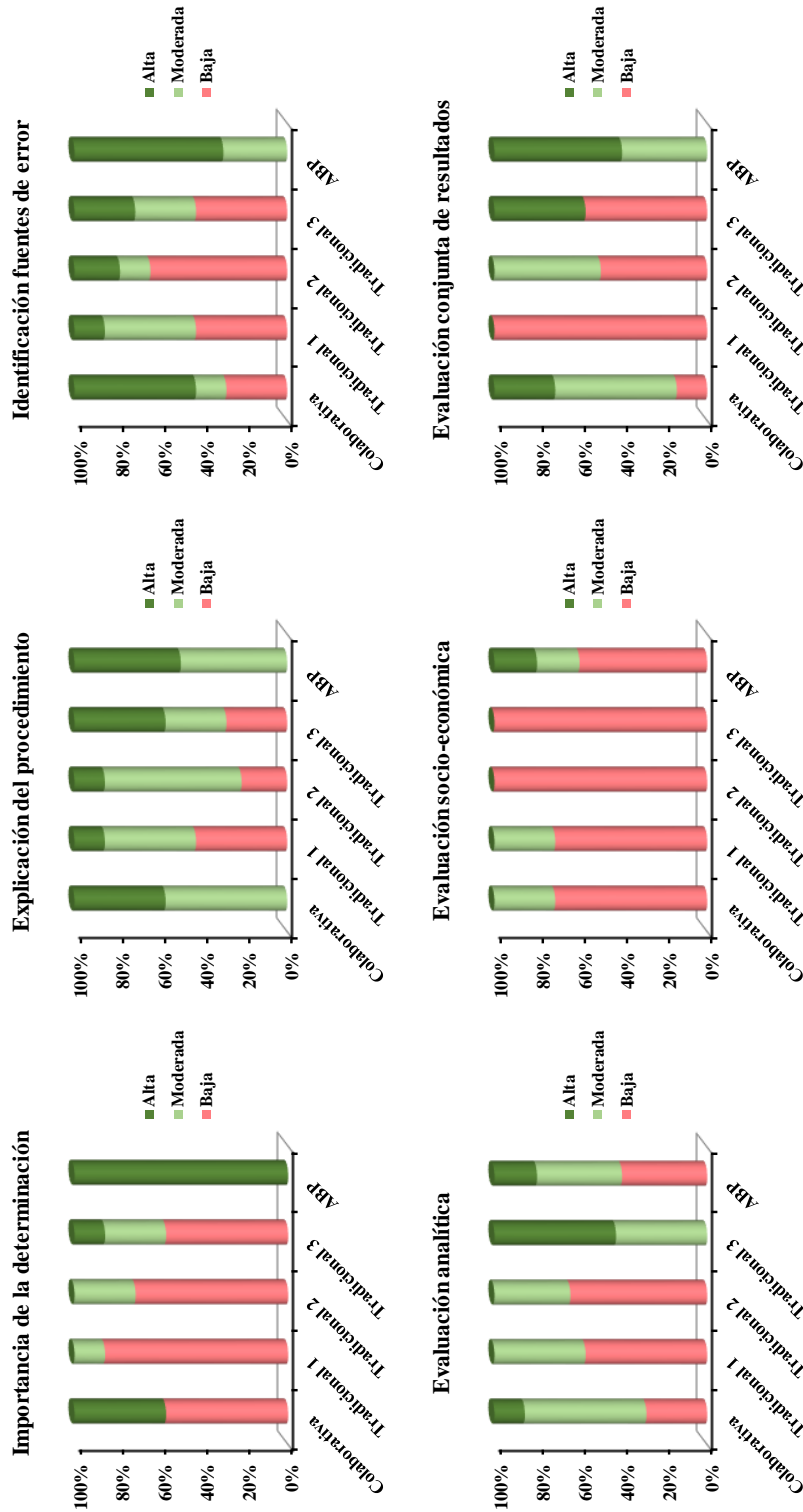 Importancia de la determinación
100%
80%
60%
40%
20%
0%
Colaborativa
Tradicional 1
Tradicional 2
Tradicional 3
ABP
Alta
Moderada
Baja
Explicación del procedimiento
100%
80%
60%
40%
20%
0%
Colaborativa
Tradicional 1
Tradicional 2
Tradicional 3
ABP
Alta
Moderada
Baja
Identificación fuentes de error
100%
80%
60%
40%
20%
0%
Colaborativa
Tradicional 1
Tradicional 2
Tradicional 3
ABP
Alta
Moderada
Baja
Evaluación analítica
100%
80%
60%
40%
20%
0%
Colaborativa
Tradicional 1
Tradicional 2
Tradicional 3
ABP
Alta
Moderada
Baja
Evaluación socio-económica
100%
80%
60%
40%
20%
0%
Colaborativa
Tradicional 1
Tradicional 2
Tradicional 3
ABP
Alta
Moderada
Baja
Evaluación conjunta de resultados
100%
80%
60%
40%
20%
0%
Colaborativa
Tradicional 1
Tradicional 2
Tradicional 3
ABP
Alta
Moderada
Baja